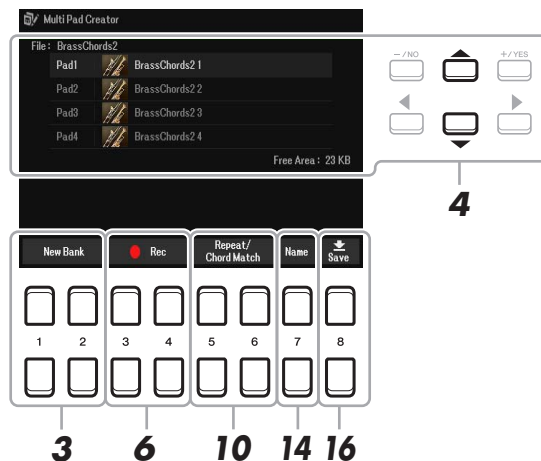 Multi Pad Creator
File: BrassChords2
Pad1 BrassChords2 1
Pad2 BrassChords2 2
Pad3 BrassChords2 3
Pad4 BrassChords2 4
Free Area: 23 KB
-/NO
+/YES
4
New Bank
Rec
Repeat/
Chord Match
Name
Save
1 2 3 4 5 6 7 8
3 6 10 14 16